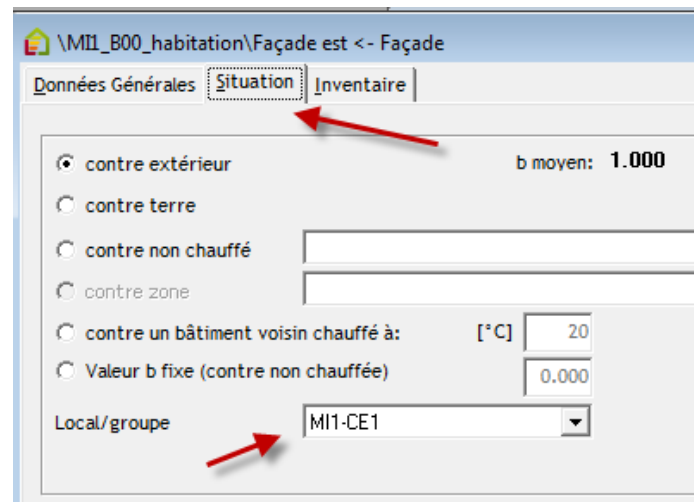 \MI1_B00_habitation\Façade est <- Façade
Données Générales Situation Inventaire
contre extérieur b moyen: 1.000
contre terre
contre non chauffé
contre zone
contre un bâtiment voisin chauffé à: [°C] 20
Valeur b fixe (contre non chauffée) 0.000
Local/groupe MI1-CE1